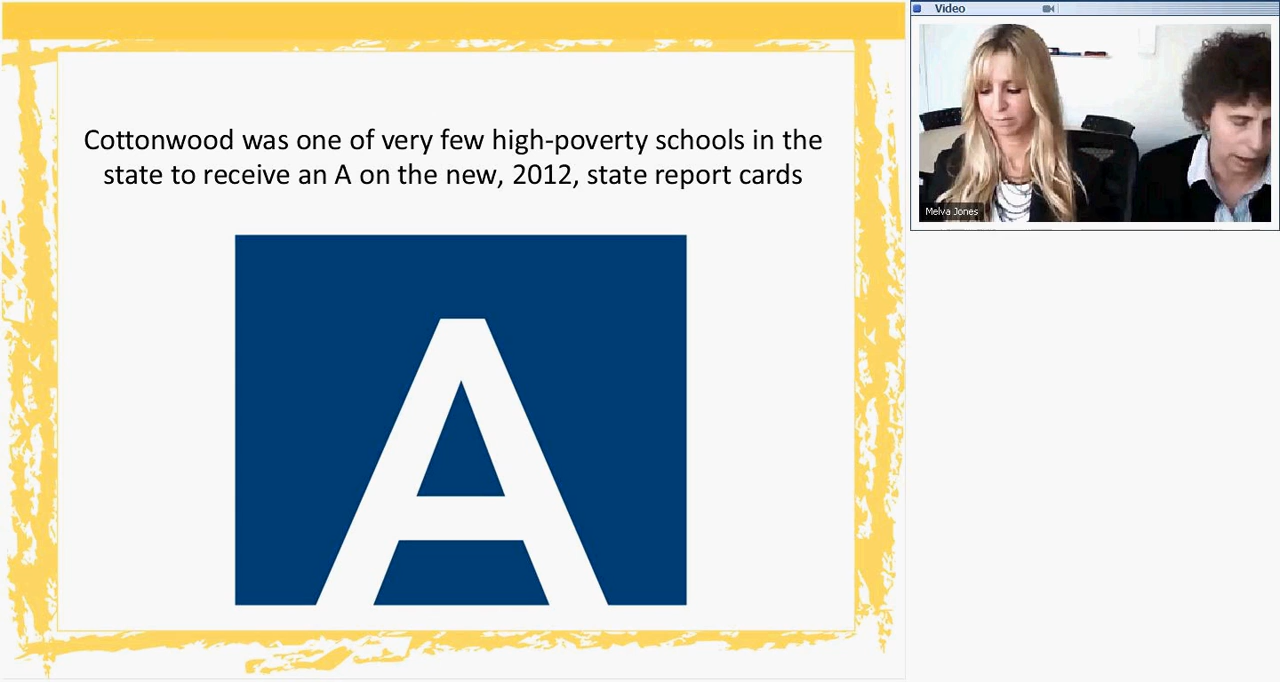 Cottonwood was one of very few high-poverty schools in the
state to receive an A on the new, 2012, state report cards
A
Video
Melva Jones